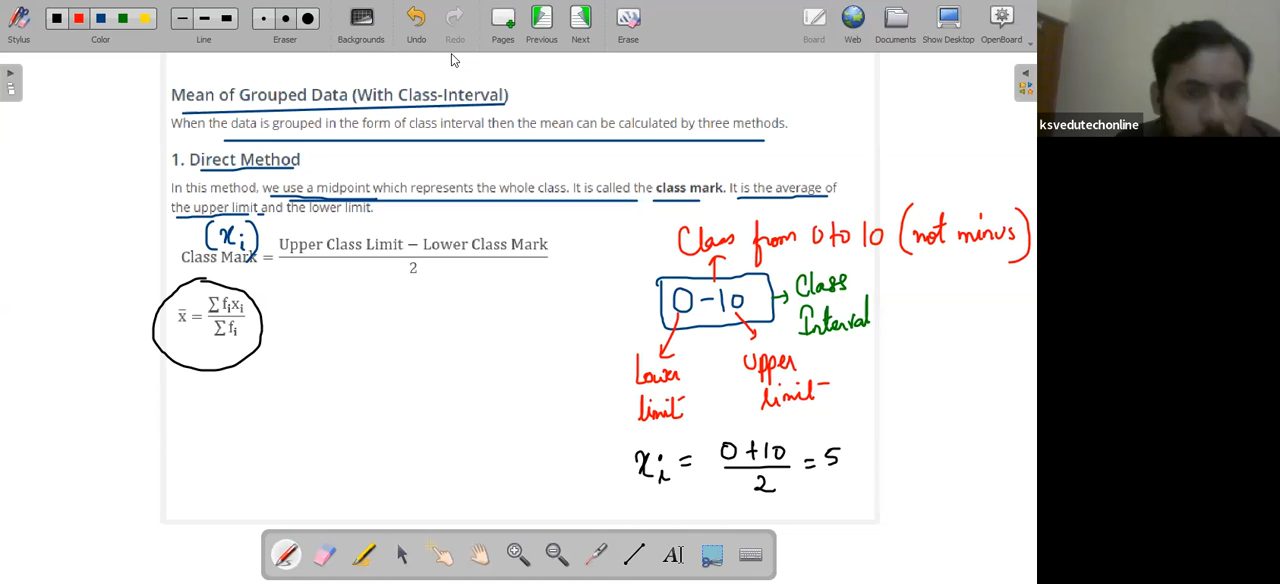 Stylus Color Line Eraser Backgrounds Undo Redo Pages Previous Next Erase Board Web Documents Show Desktop OpenBoard
ksvedutechonline
Mean of Grouped Data (With Class-Interval)
When the data is grouped in the form of class interval then the mean can be calculated by three methods.
1. Direct Method
In this method, we use a midpoint which represents the whole class. It is called the class mark. It is the average of
the upper limit and the lower limit.
(xᵢ)
Class Mark = (Upper Class Limit − Lower Class Mark) / 2
x̄ = ∑ fᵢxᵢ / ∑ fᵢ
Class from 0 to 10 (not minus)
0 - 10
Class
Interval
Lower
limit
Upper
limit
xᵢ = (0 + 10) / 2 = 5
AI